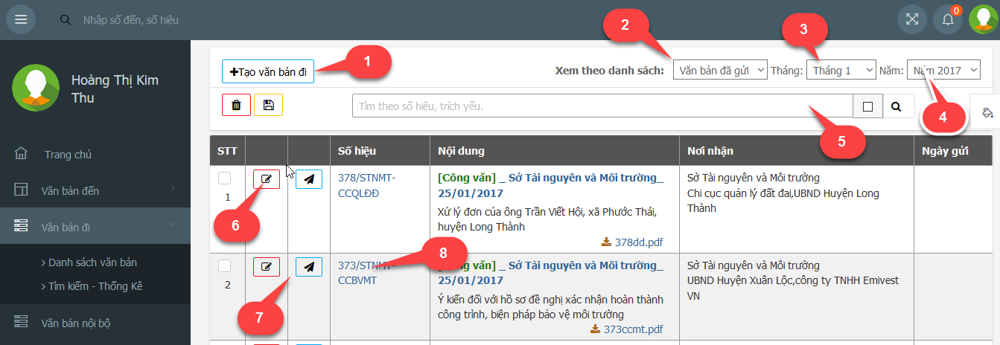 Nhập số đến, số hiệu
0
Hoàng Thị Kim
Thu
Trang chủ
Văn bản đến
Văn bản đi
> Danh sách văn bản
> Tìm kiếm - Thống Kê
Văn bản nội bộ
+Tạo văn bản đi
1
2
3
Xem theo danh sách: Văn bản đã gửi Tháng: Tháng 1 Năm: Năm 2017
4
Tìm theo số hiệu, trích yếu.
5
STT Số hiệu Nội dung Nơi nhận Ngày gửi
1
378/STNMT-
CCQLĐĐ
[Công văn] _ Sở Tài nguyên và Môi trường_
25/01/2017
Xử lý đơn của ông Trần Viết Hội, xã Phước Thái,
huyện Long Thành
378dd.pdf
Sở Tài nguyên và Môi trường
Chi cục quản lý đất đai,UBND Huyện Long
Thành
6
8
2
373/STNMT-
CCBVMT
[Công văn] _ Sở Tài nguyên và Môi trường_
25/01/2017
Ý kiến đối với hồ sơ đề nghị xác nhận hoàn thành
công trình, biện pháp bảo vệ môi trường
373ccmt.pdf
Sở Tài nguyên và Môi trường
UBND Huyện Xuân Lộc,công ty TNHH Emivest
VN
7